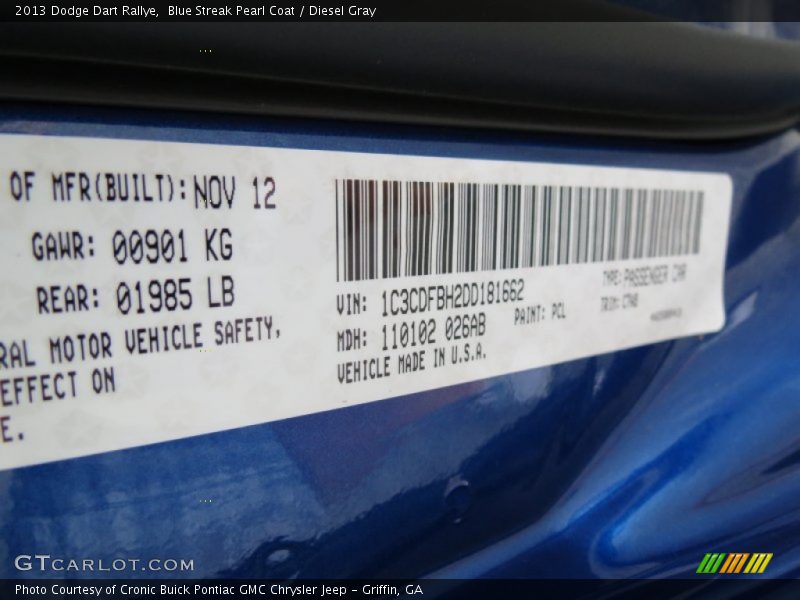 2013 Dodge Dart Rallye,  Blue Streak Pearl Coat / Diesel Gray
OF MFR(BUILT): NOV 12
GAWR: 00901 KG
REAR: 01985 LB
RAL MOTOR VEHICLE SAFETY,
EFFECT ON
E.
VIN: 1C3CDFBH2DD181662
TYPE: PASSENGER CAR
MDH: 110102 026AB
PAINT: PCL
TRIM:
VEHICLE MADE IN U.S.A.
GTCARLOT.COM
Photo Courtesy of Cronic Buick Pontiac GMC Chrysler Jeep - Griffin, GA